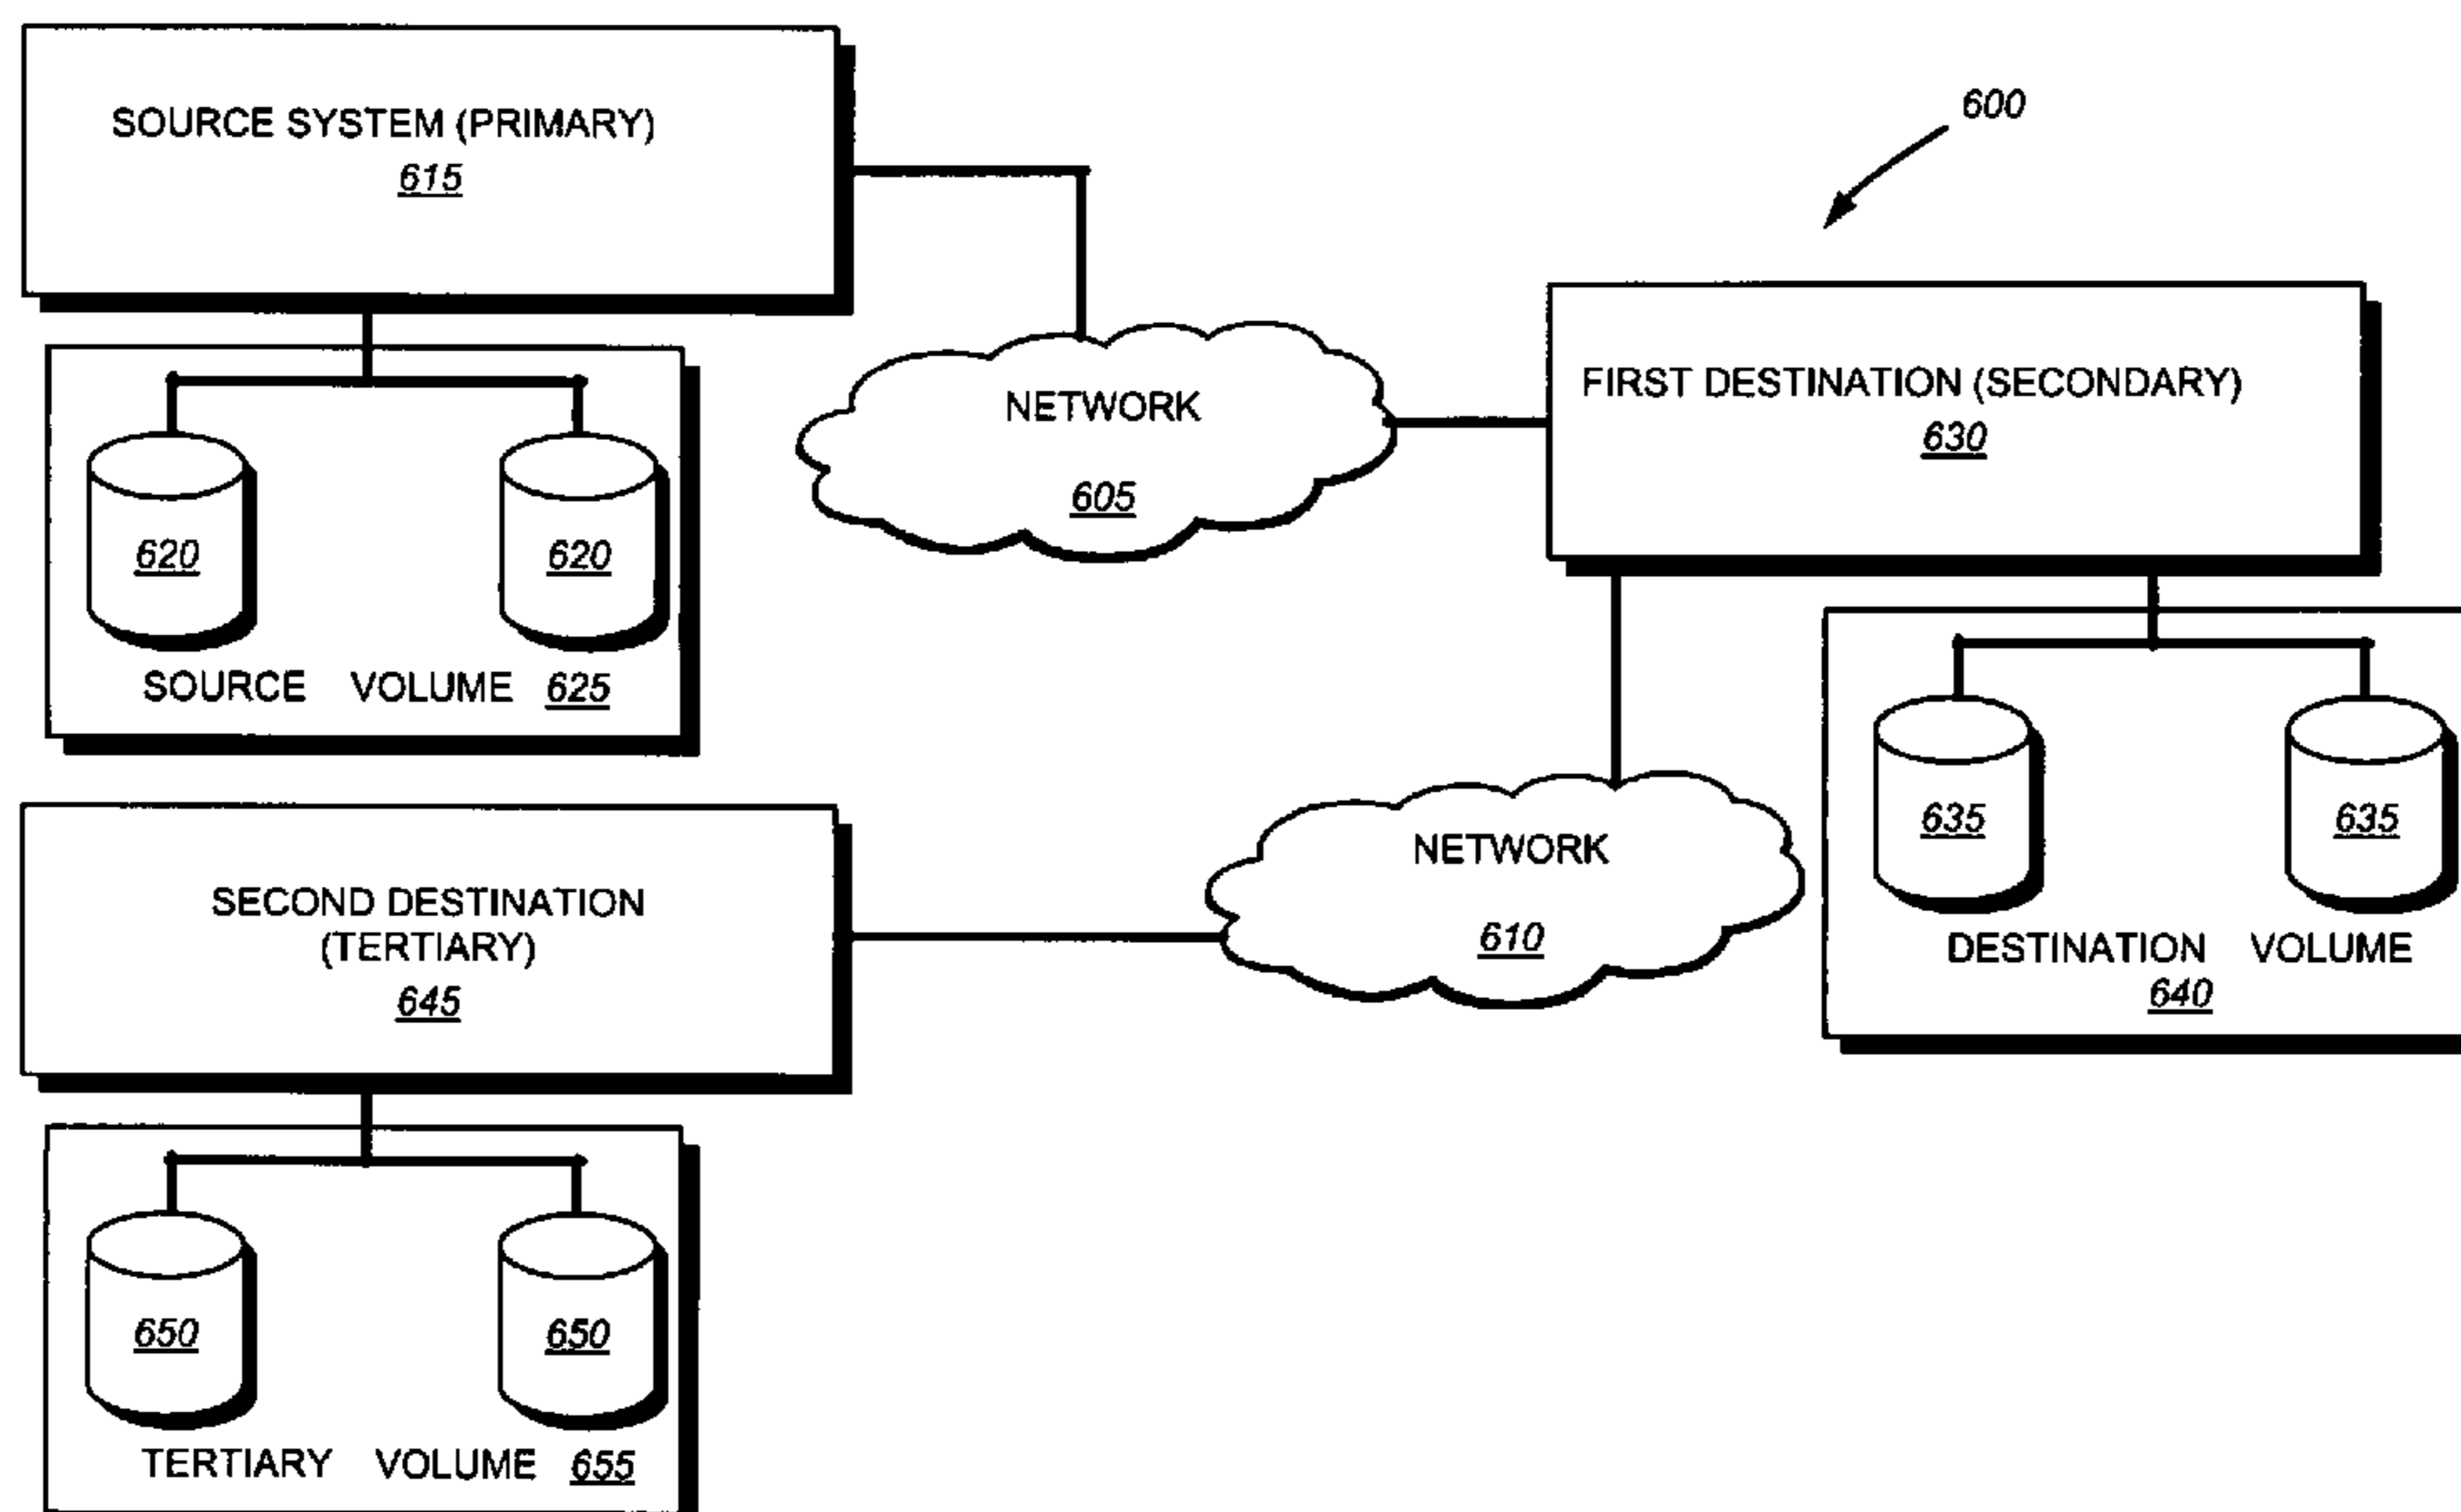 SOURCE SYSTEM (PRIMARY)
615
600
NETWORK
605
FIRST DESTINATION (SECONDARY)
630
620
620
SOURCE VOLUME 625
635
635
DESTINATION VOLUME
640
NETWORK
610
SECOND DESTINATION
(TERTIARY)
645
650
650
TERTIARY VOLUME 655